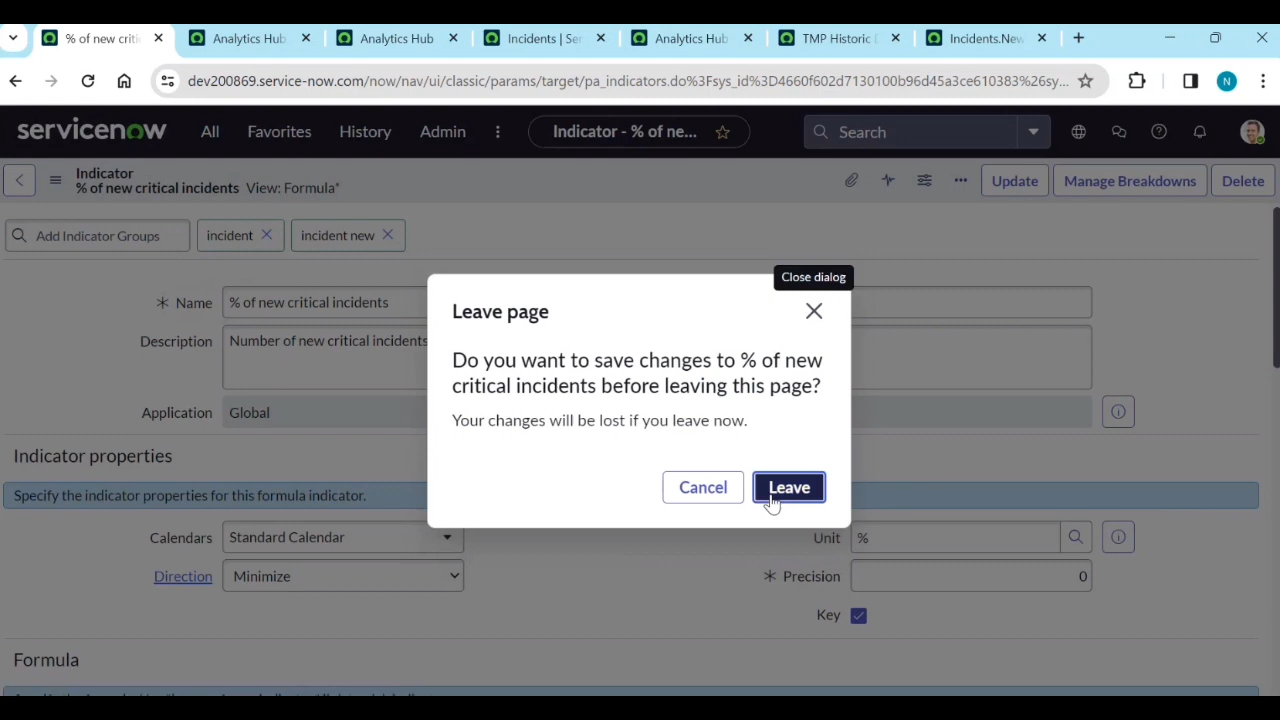 % of new criti
Analytics Hub
Analytics Hub
Incidents | Ser
Analytics Hub
TMP Historic D
Incidents.New
dev200869.service-now.com/now/nav/ui/classic/params/target/pa_indicators.do%3Fsys_id%3D4660f602d7130100b96d45a3ce610383%26sy...
N
servicenow
All
Favorites
History
Admin
Indicator - % of ne...
Search
Indicator
% of new critical incidents View: Formula*
Update
Manage Breakdowns
Delete
Add Indicator Groups
incident
incident new
Close dialog
Leave page
Do you want to save changes to % of new
critical incidents before leaving this page?
Your changes will be lost if you leave now.
Cancel
Leave
Name
% of new critical incidents
Description
Number of new critical incidents
Application
Global
Indicator properties
Specify the indicator properties for this formula indicator.
Calendars
Standard Calendar
Unit
%
Direction
Minimize
Precision
0
Key
Formula